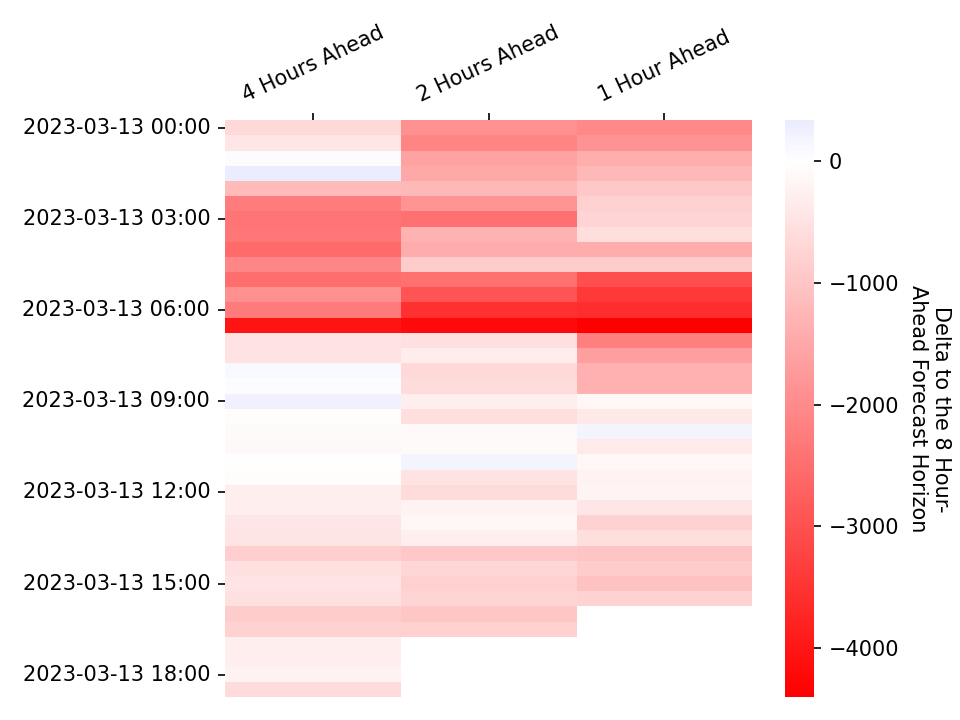 4 Hours Ahead
2 Hours Ahead
1 Hour Ahead
2023-03-13 00:00
2023-03-13 03:00
2023-03-13 06:00
2023-03-13 09:00
2023-03-13 12:00
2023-03-13 15:00
2023-03-13 18:00
0
−1000
−2000
−3000
−4000
Delta to the 8 Hour-
Ahead Forecast Horizon